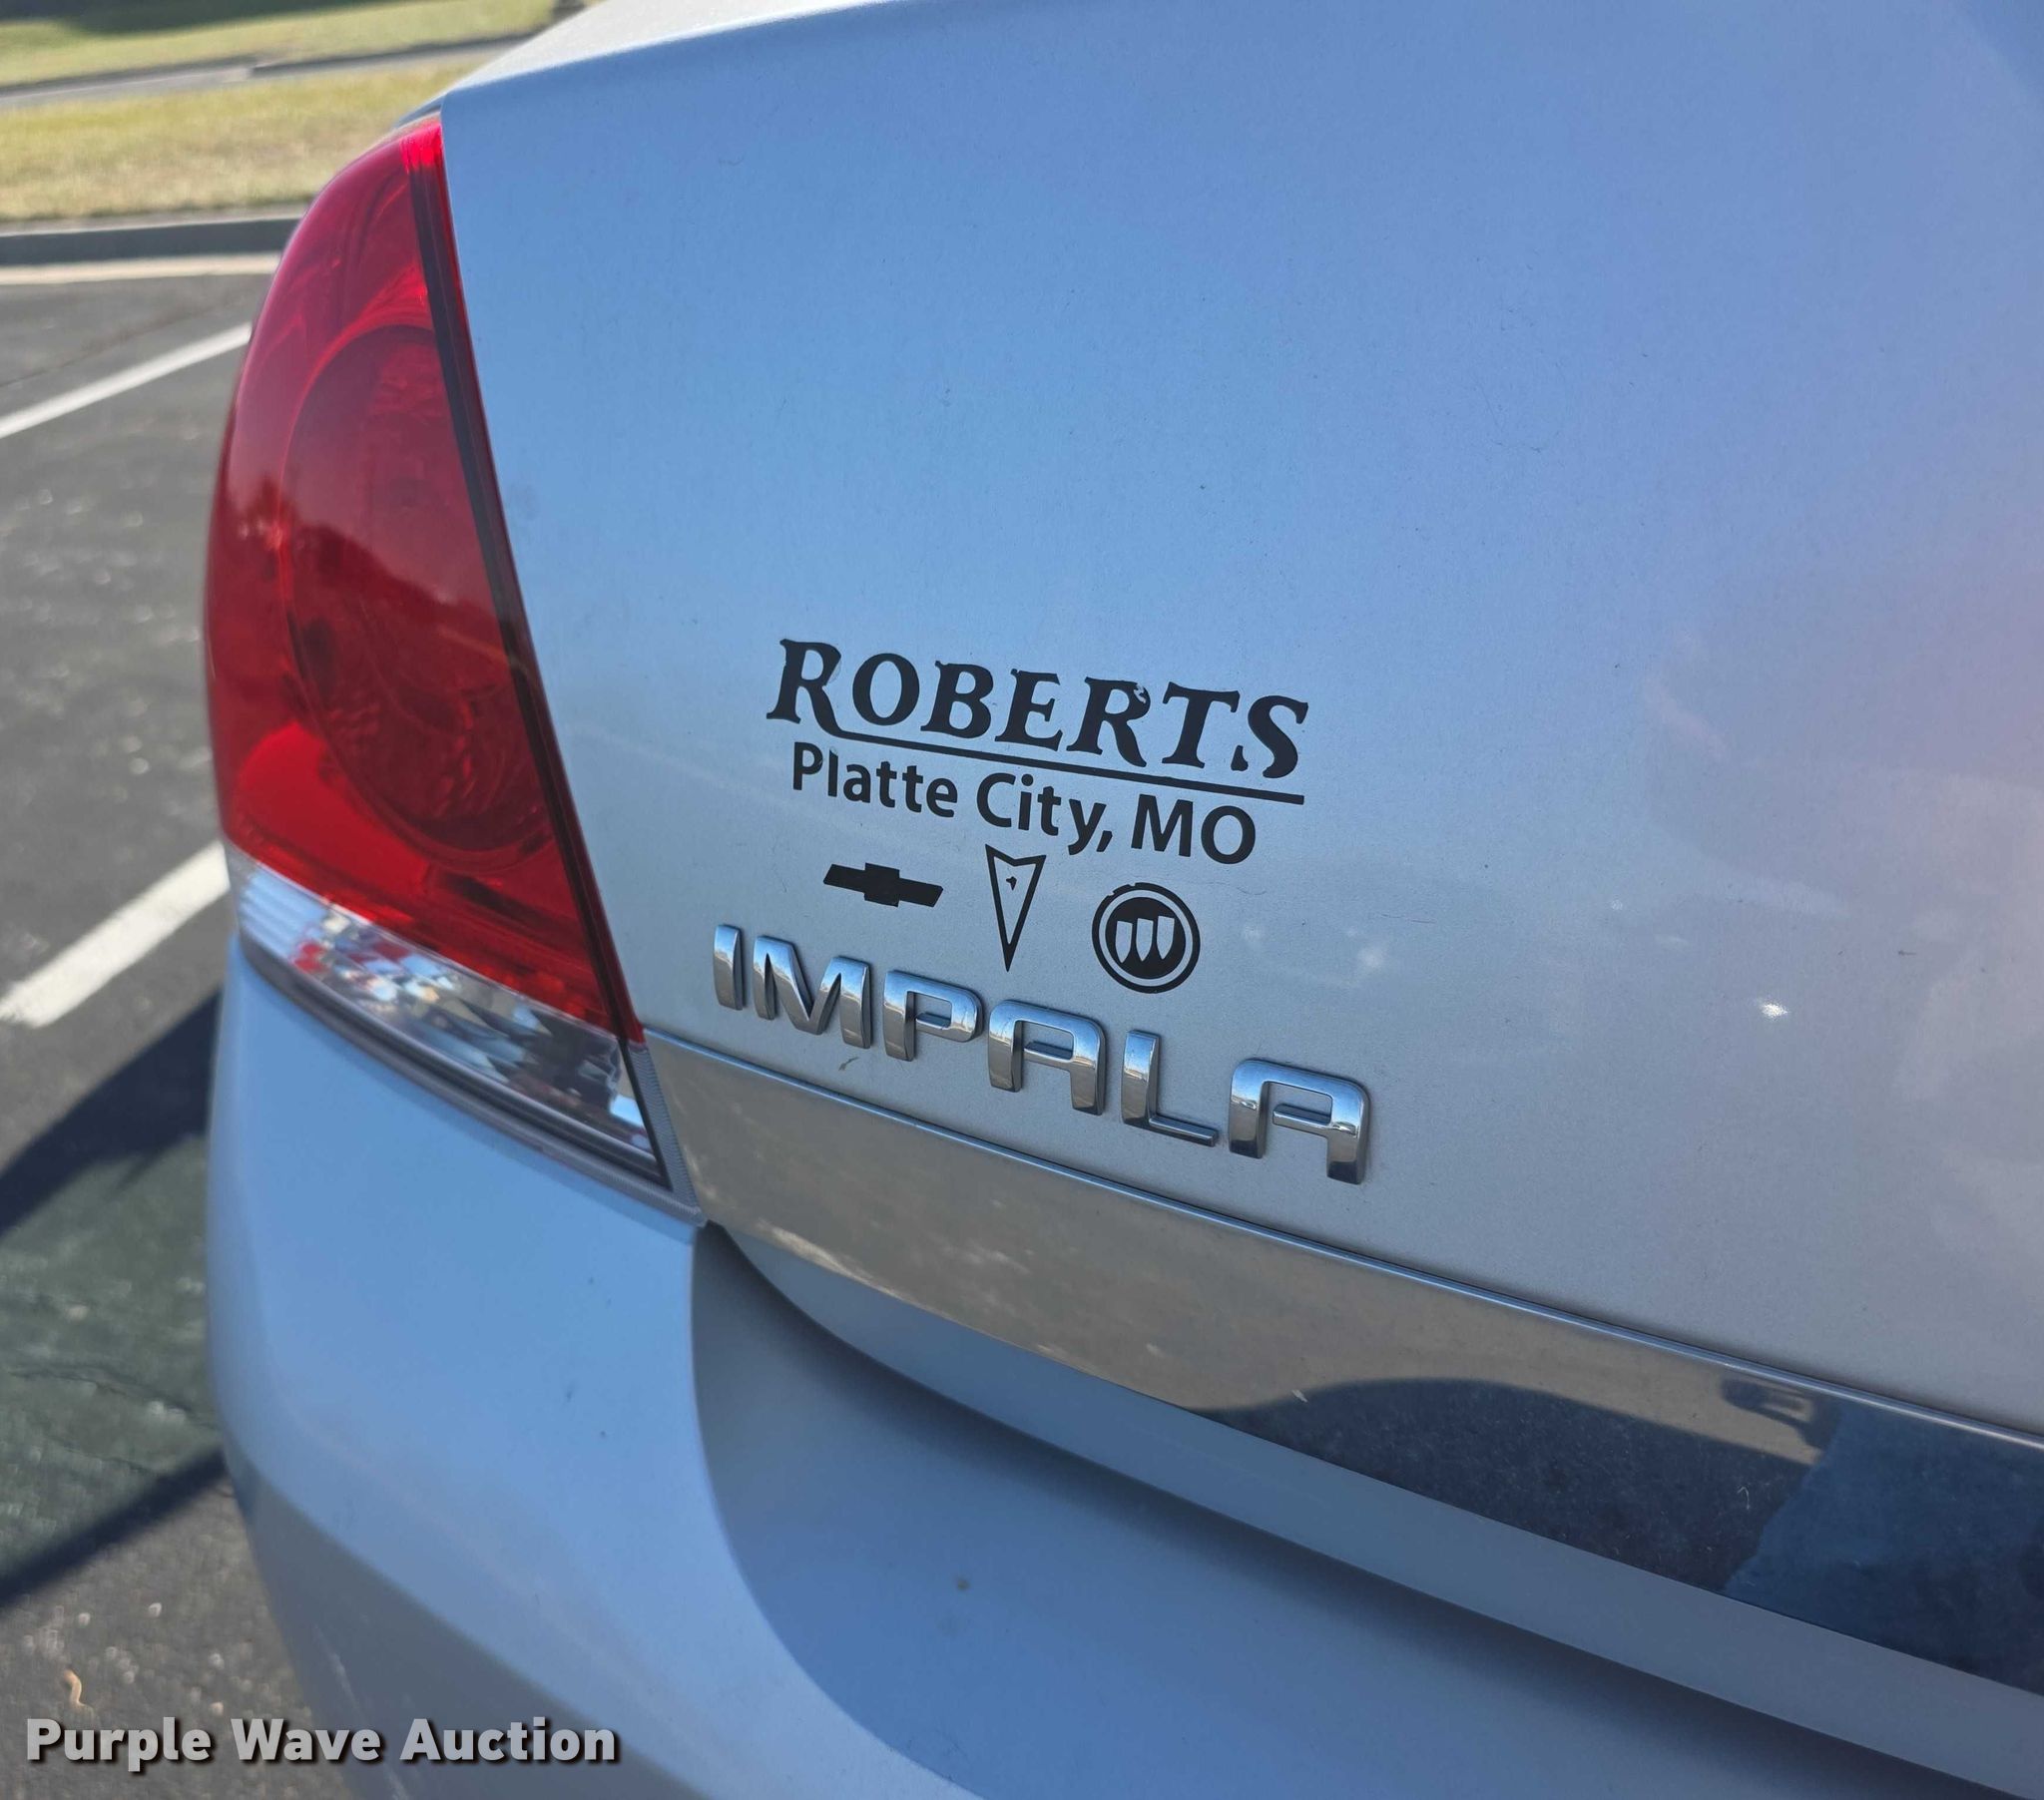 ROBERTS
Platte City, MO
IMPALA
Purple Wave Auction